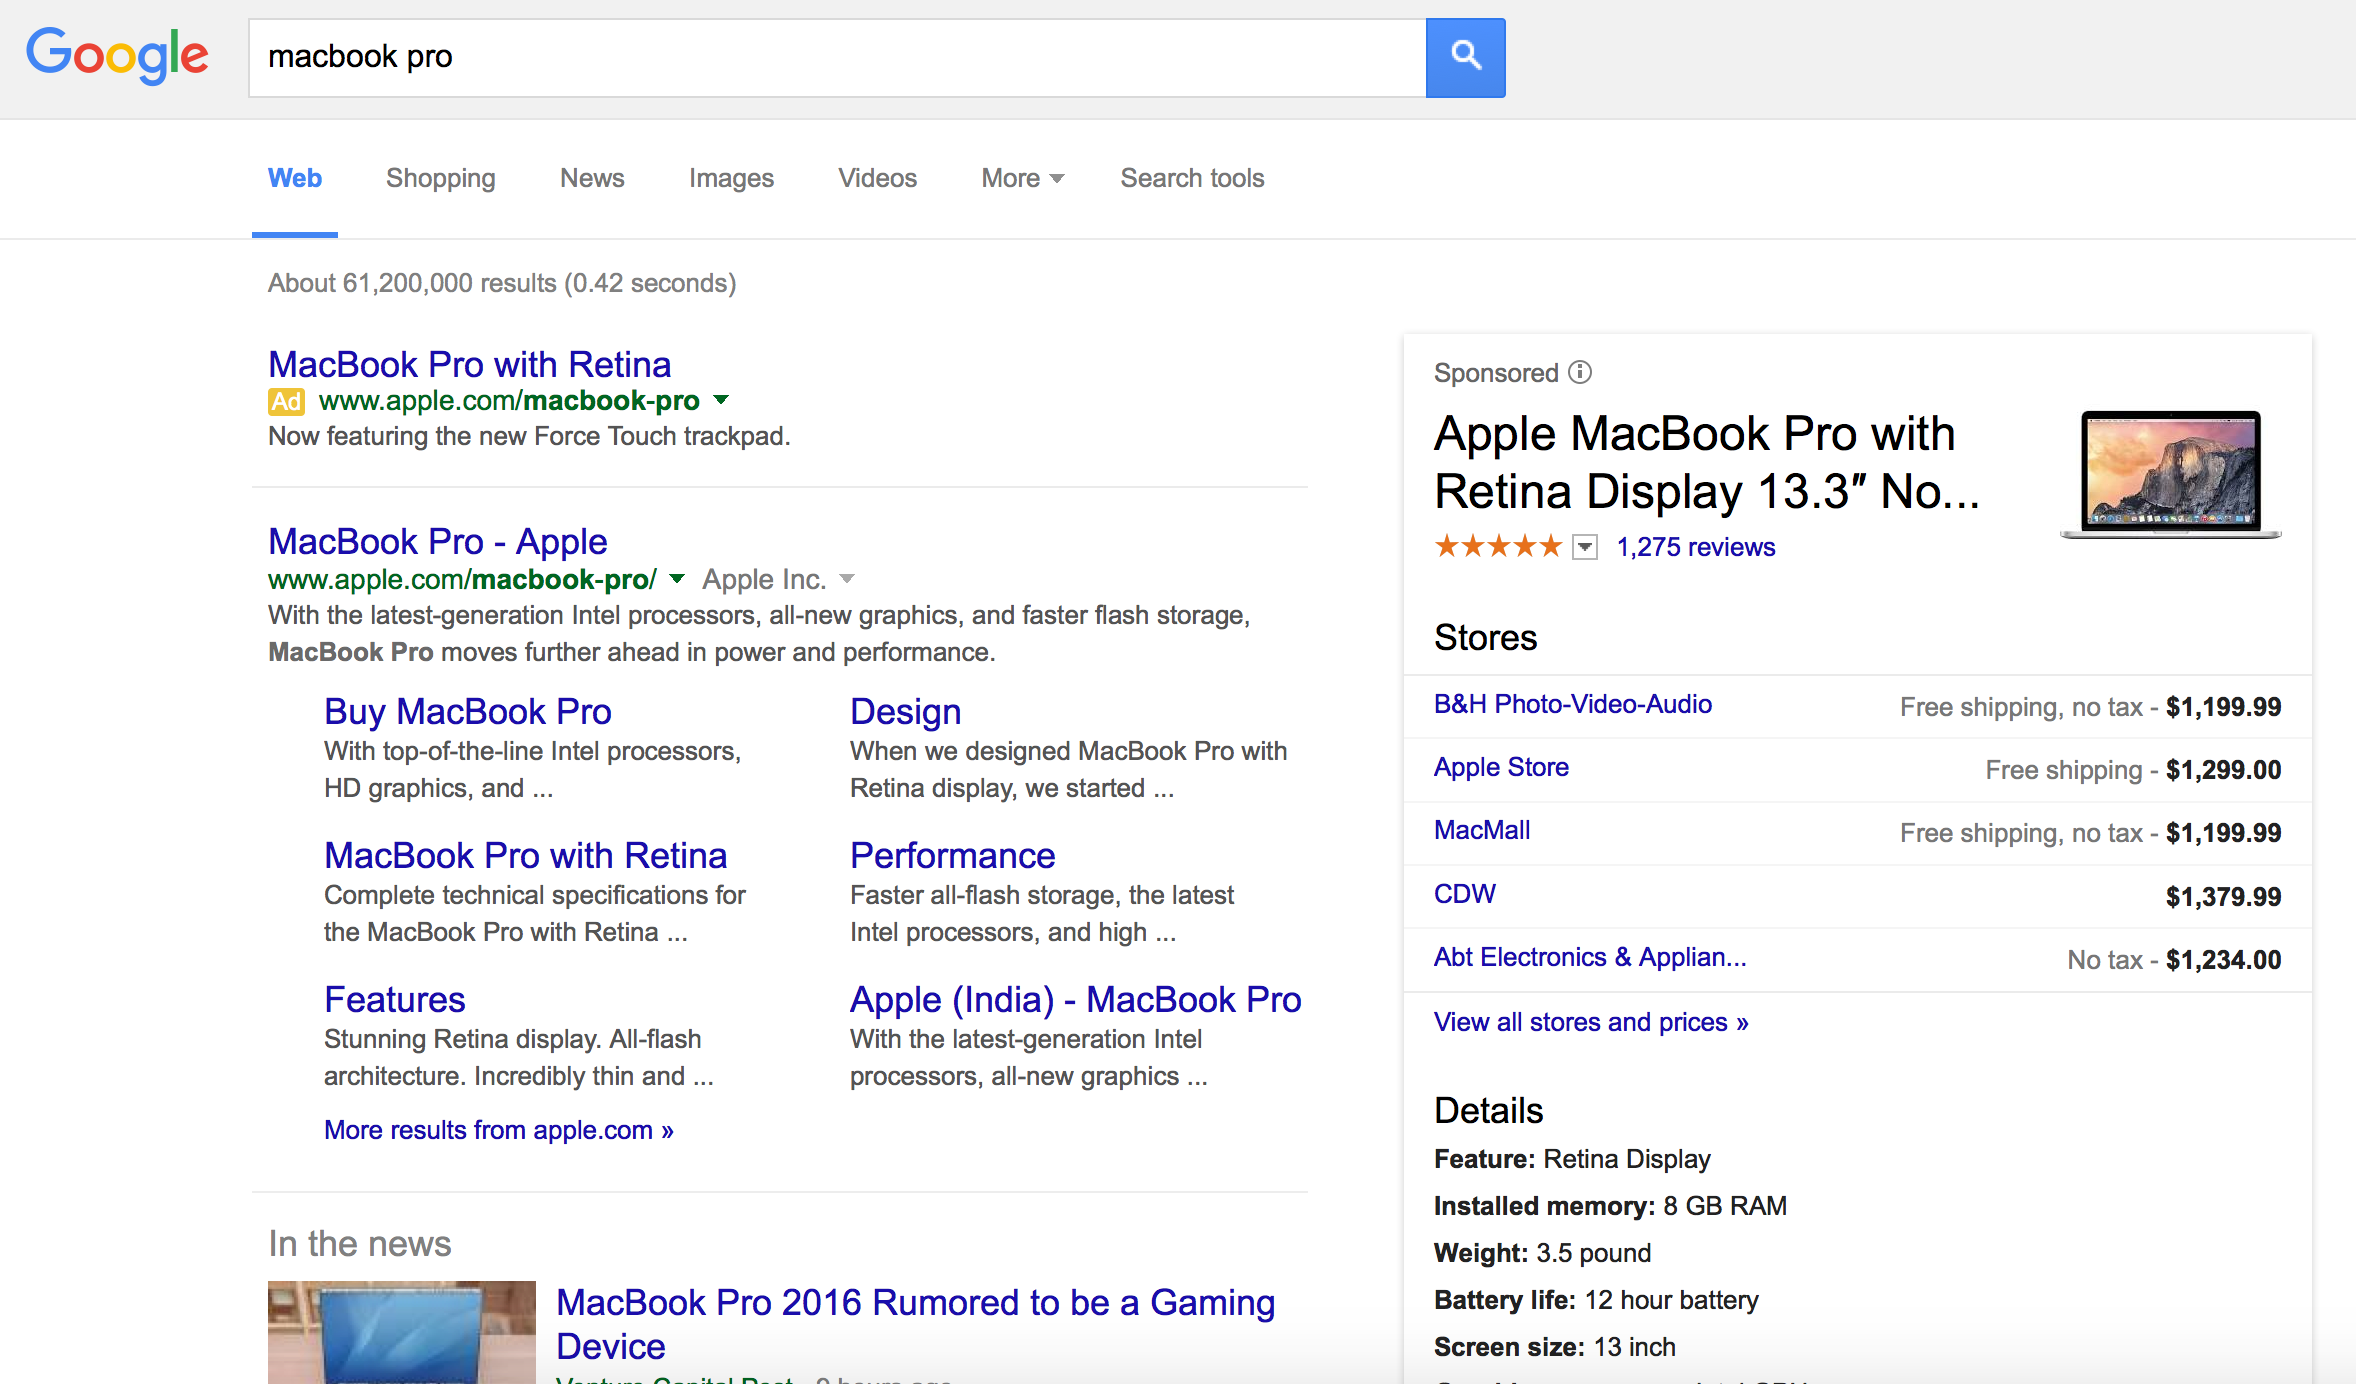 Google
macbook pro
Web Shopping News Images Videos More Search tools
About 61,200,000 results (0.42 seconds)
MacBook Pro with Retina
Ad www.apple.com/macbook-pro
Now featuring the new Force Touch trackpad.
MacBook Pro - Apple
www.apple.com/macbook-pro/ Apple Inc.
With the latest-generation Intel processors, all-new graphics, and faster flash storage,
MacBook Pro moves further ahead in power and performance.
Buy MacBook Pro
With top-of-the-line Intel processors,
HD graphics, and ...
Design
When we designed MacBook Pro with
Retina display, we started ...
MacBook Pro with Retina
Complete technical specifications for
the MacBook Pro with Retina ...
Performance
Faster all-flash storage, the latest
Intel processors, and high ...
Features
Stunning Retina display. All-flash
architecture. Incredibly thin and ...
Apple (India) - MacBook Pro
With the latest-generation Intel
processors, all-new graphics ...
More results from apple.com »
In the news
MacBook Pro 2016 Rumored to be a Gaming
Device
Sponsored
Apple MacBook Pro with
Retina Display 13.3″ No...
1,275 reviews
Stores
B&H Photo-Video-Audio Free shipping, no tax - $1,199.99
Apple Store Free shipping - $1,299.00
MacMall Free shipping, no tax - $1,199.99
CDW $1,379.99
Abt Electronics & Applian... No tax - $1,234.00
View all stores and prices »
Details
Feature: Retina Display
Installed memory: 8 GB RAM
Weight: 3.5 pound
Battery life: 12 hour battery
Screen size: 13 inch